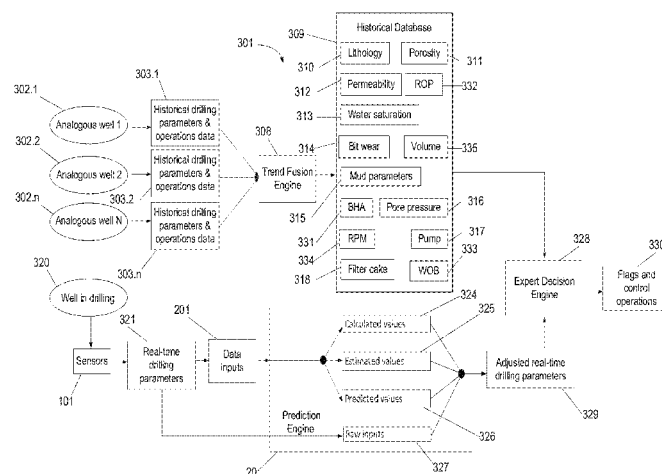 Historical Database
309
301
Lithology
Porosity
310
311
303.1
302.1
Permeability
ROP
332
312
Analogous well 1
Historical drilling
parameters &
operations data
313
Water saturation
302.2
308
314
Bit wear
Volume
335
Analogous well 2
Historical drilling
parameters &
operations data
Trend Fusion
Engine
Mud parameters
302.n
303.2
315
316
Analogous well N
Historical drilling
parameters &
operations data
BHA
Pore pressure
331
317
328
330
RPM
Pump
334
333
303.n
318
Filter cake
WOB
320
324
Expert Decision
Engine
Flags and
control
operations
Well in drilling
321
201
325
Calculated values
Sensors
Real-time
drilling
parameters
Data
inputs
Estimated values
Adjusted real-time
drilling parameters
101
Predicted values
329
Prediction
Engine
326
Raw inputs
20
327